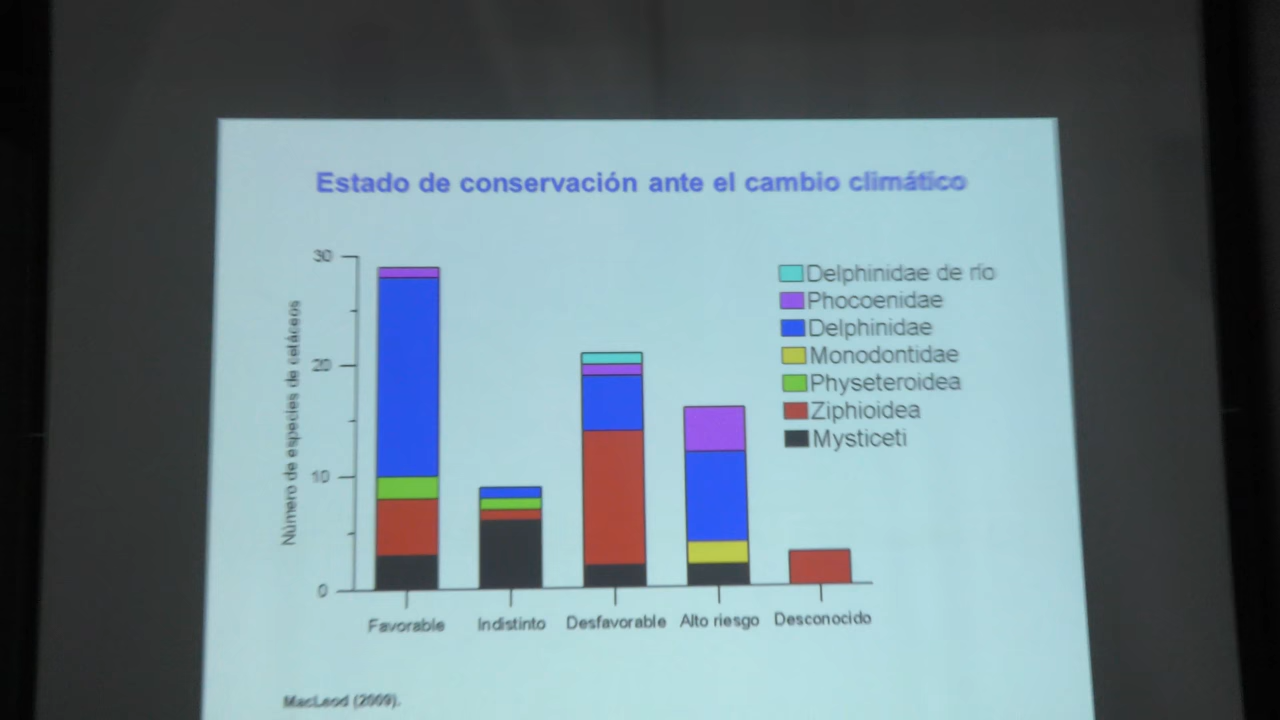 Estado de conservación ante el cambio climático
Número de especies de cetáceos
30
20
10
0
Favorable
Indistinto
Desfavorable
Alto riesgo
Desconocido
Delphinidae de río
Phocoenidae
Delphinidae
Monodontidae
Physeteroidea
Ziphioidea
Mysticeti
MacLeod (2009).